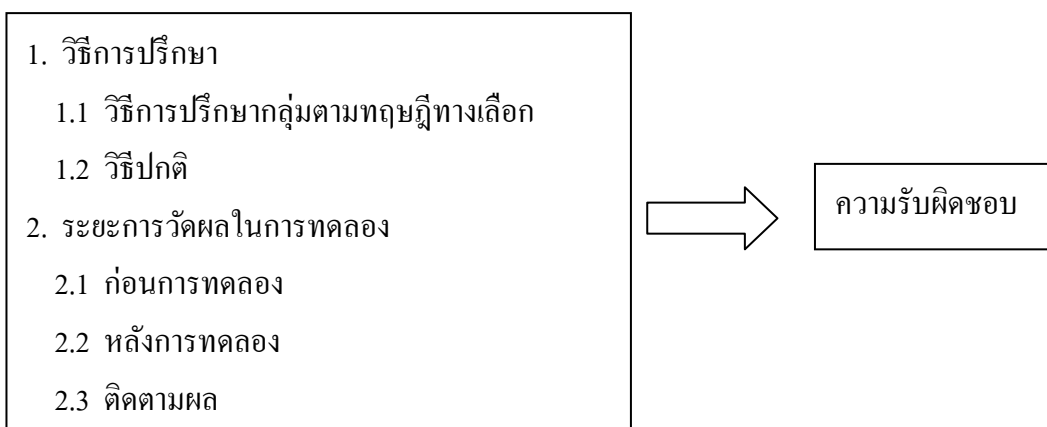 1. วิธีการปรึกษา
1.1 วิธีการปรึกษากลุ่มตามทฤษฎีทางเลือก
1.2 วิธีปกติ
2. ระยะการวัดผลในการทดลอง
2.1 ก่อนการทดลอง
2.2 หลังการทดลอง
2.3 ติดตามผล
ความรับผิดชอบ